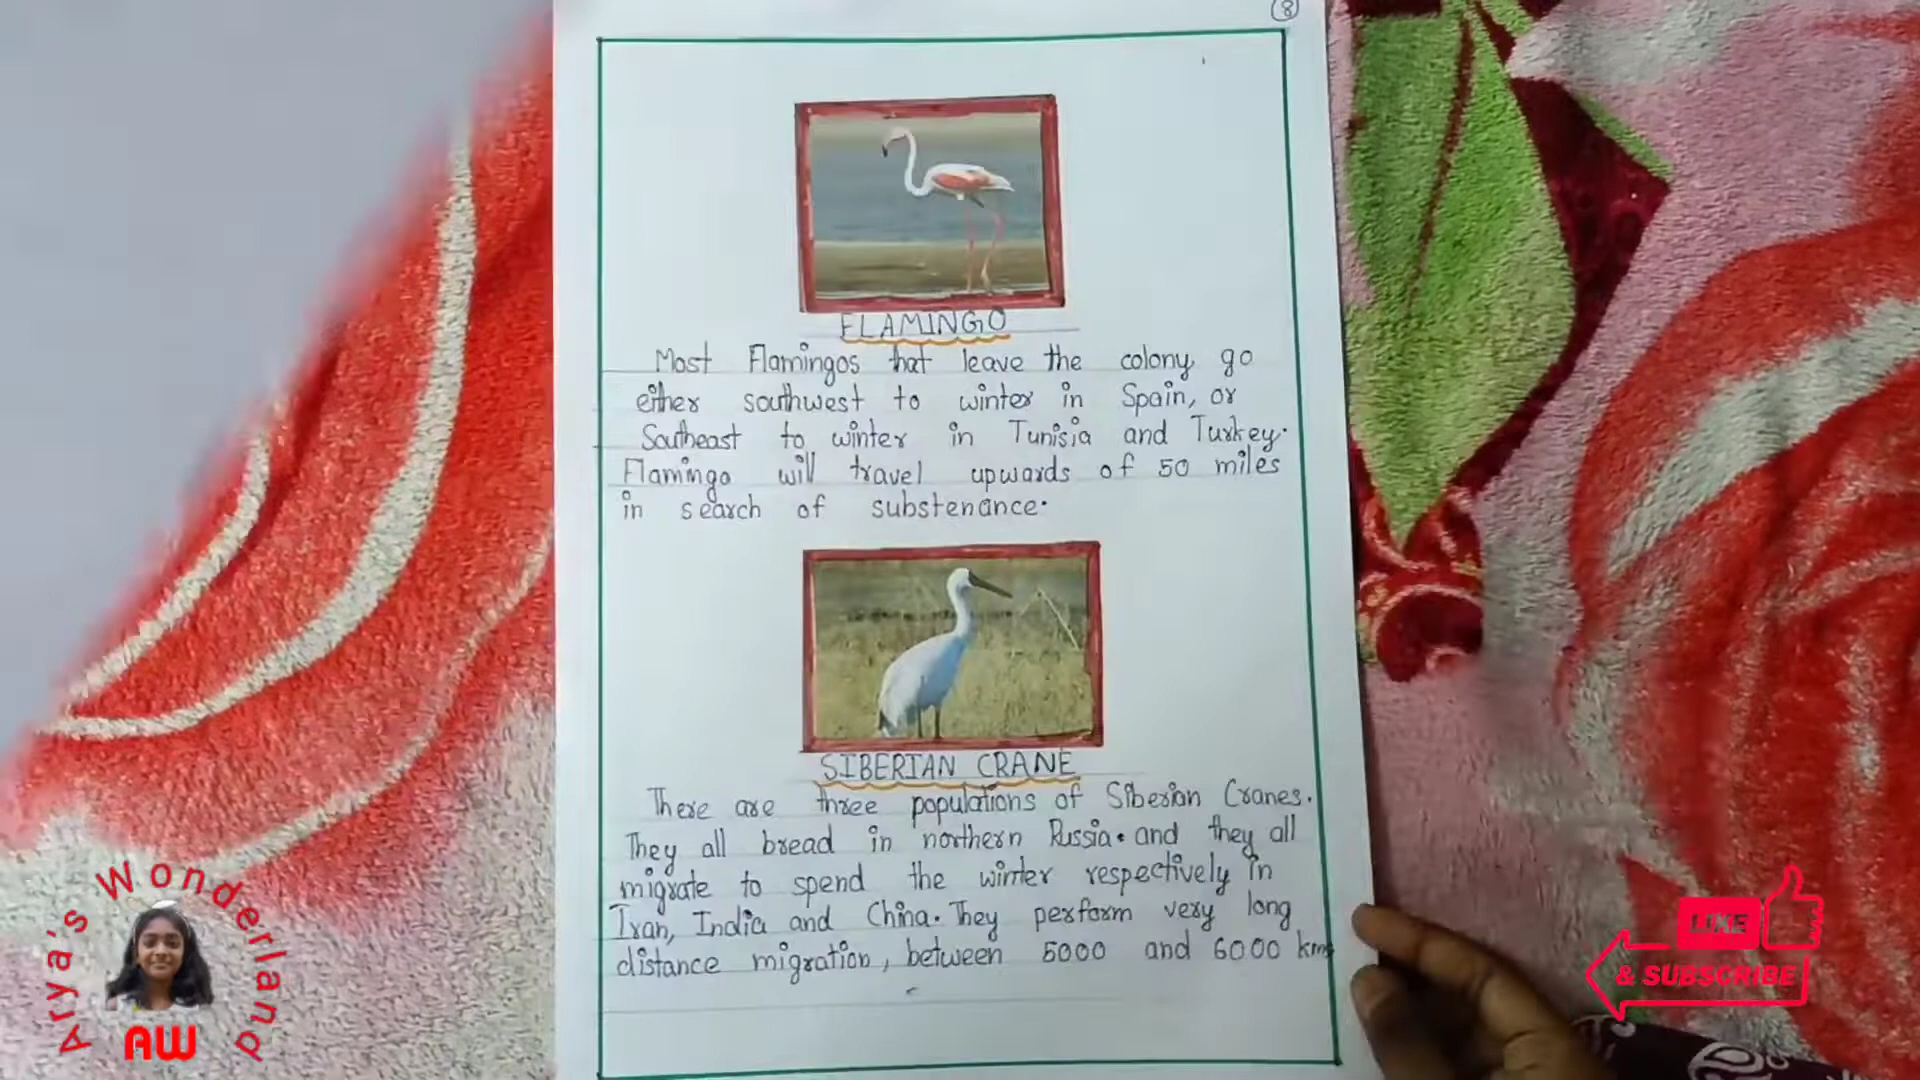 8
FLAMINGO
Most Flamingos that leave the colony go
either southwest to winter in Spain, or
Southeast to winter in Tunisia and Turkey.
Flamingo will travel upwards of 50 miles
in search of substenance.
SIBERIAN CRANE
There are three populations of Siberian Cranes.
They all bread in northern Russia. and they all
migrate to spend the winter respectively in
Iran, India and China. They perform very long
distance migration, between 5000 and 6000 kms
Arya's Wonderland
AW
LIKE
& SUBSCRIBE